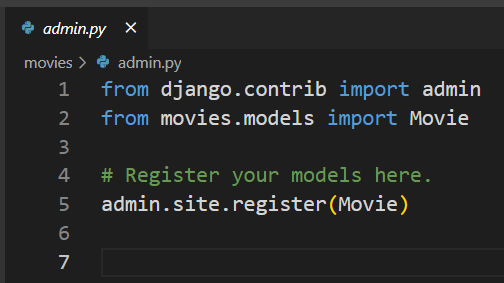 admin.py ×
movies > admin.py
1 from django.contrib import admin
2 from movies.models import Movie
3
4 # Register your models here.
5 admin.site.register(Movie)
6
7